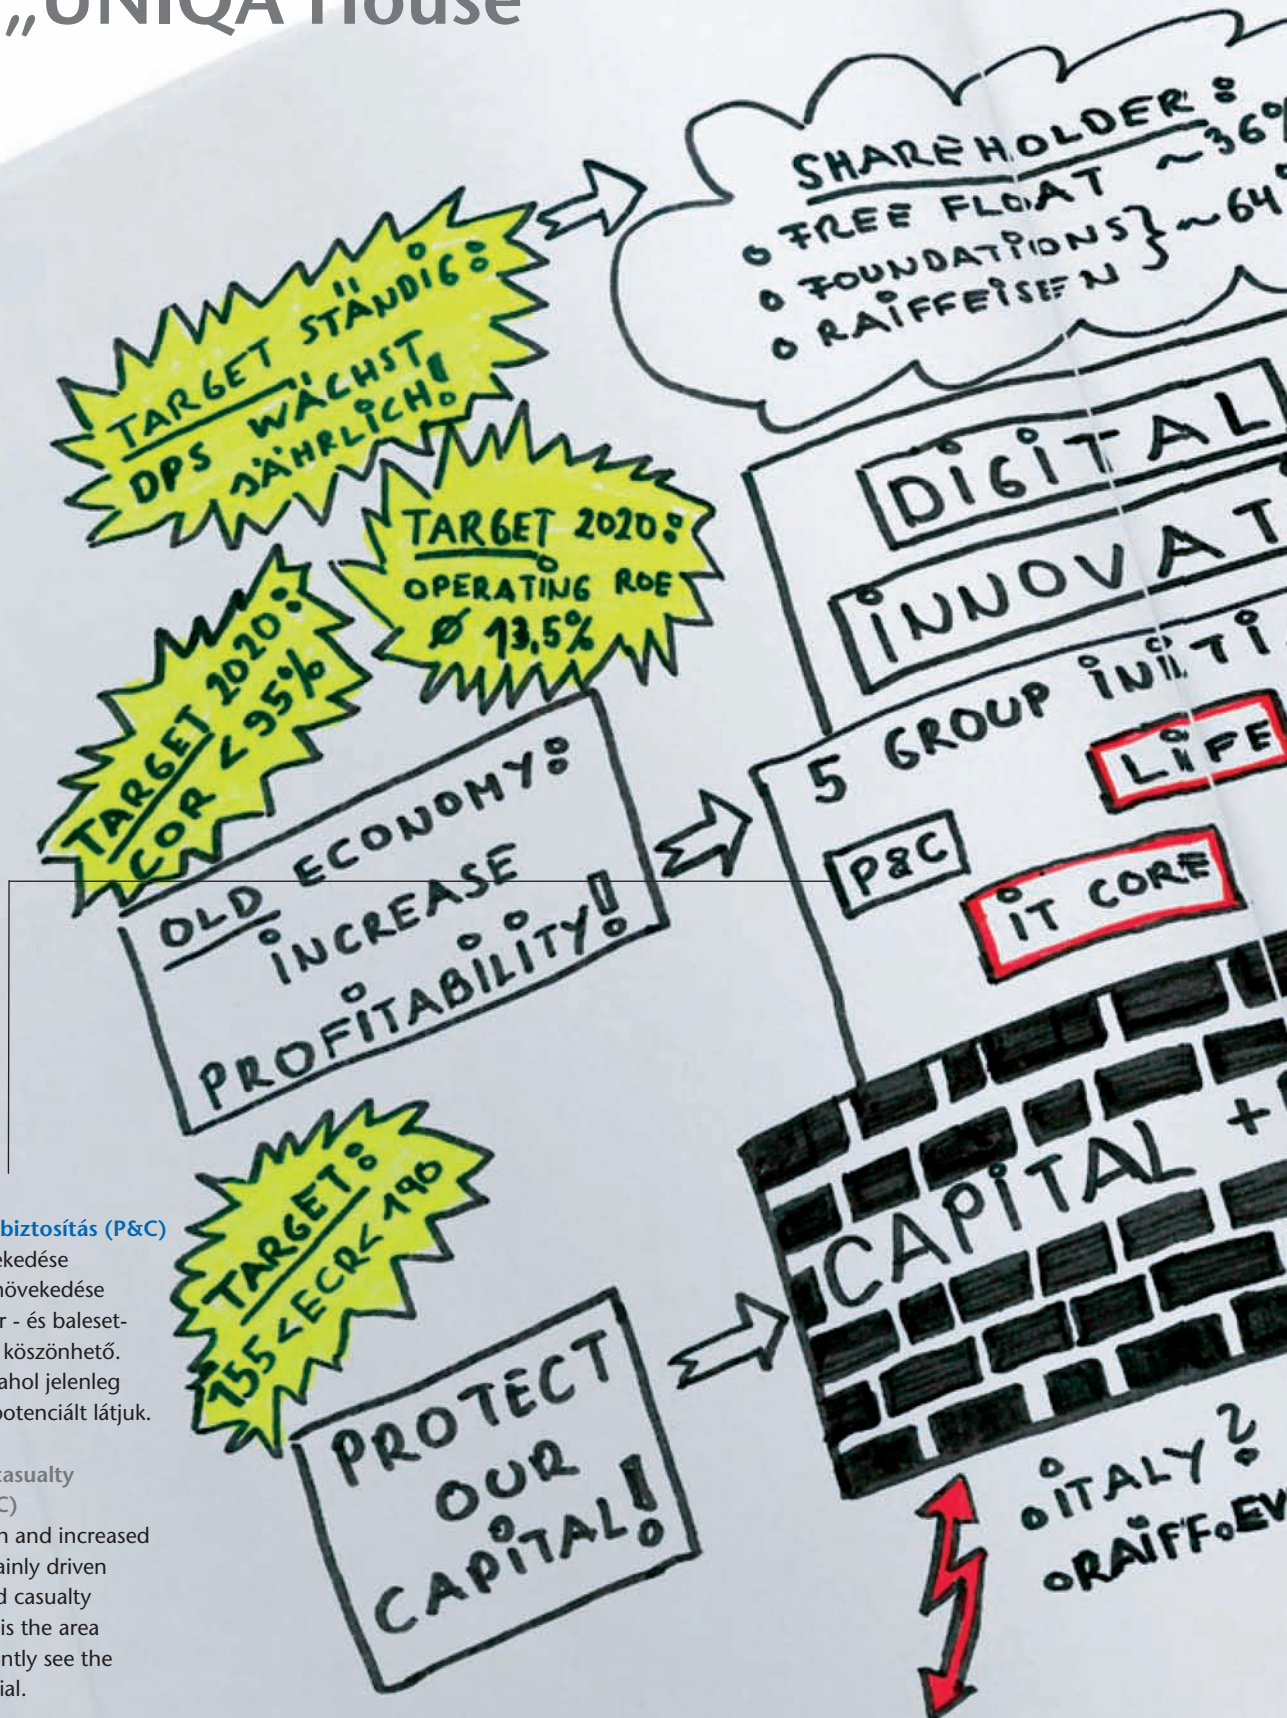 „UNIQA House
SHAREHOLDER:
• FREE FLOAT ~36%
• FOUNDATIONS } ~64
• RAIFFEISEN
TARGET STÄNDIG:
DPS WÄCHST
JÄHRLICH!
TARGET 2020:
OPERATING ROE
Ø 13,5%
TARGET 2020:
COR < 95%
DIGITAL
INNOVATI
5 GROUP INITI
LIFE
P&C
IT CORE
OLD ECONOMY:
INCREASE
PROFITABILITY!
CAPITAL +
TARGET:
155 < ECR < 190
PROTECT
OUR
CAPITAL!
• ITALY?
• RAIFF. EV
biztosítás (P&C)
ekedése
növekedése
r - és baleset-
köszönhető.
ahol jelenleg
potenciált látjuk.
casualty
C)
n and increased
ainly driven
d casualty
is the area
ntly see the
ial.